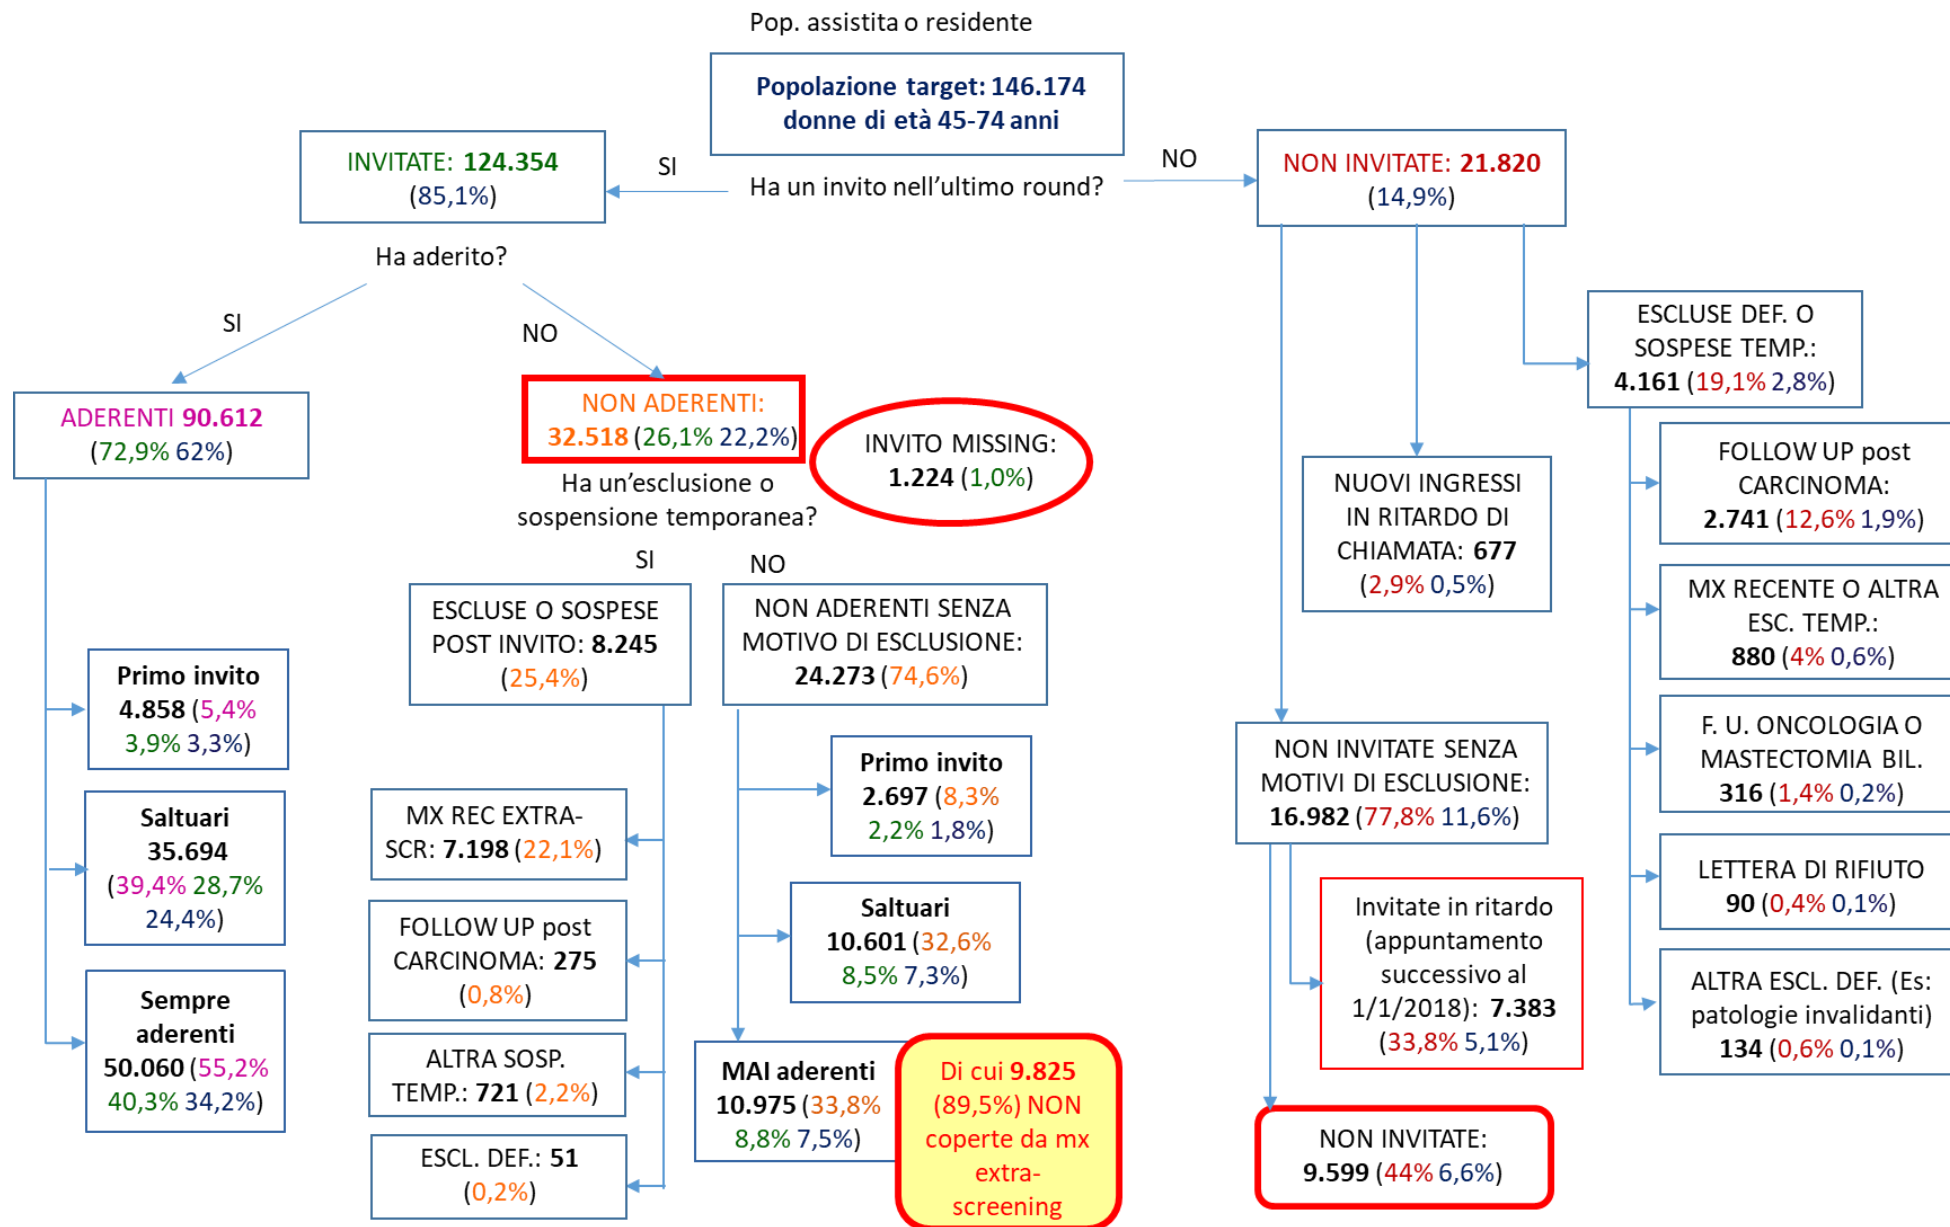 Pop. assistita o residente
Popolazione target: 146.174
donne di età 45-74 anni
INVITATE: 124.354
(85,1%)
SI
Ha un invito nell'ultimo round?
NO
NON INVITATE: 21.820
(14,9%)
Ha aderito?
SI
NO
ADERENTI 90.612
(72,9% 62%)
NON ADERENTI:
32.518 (26,1% 22,2%)
INVITO MISSING:
1.224 (1,0%)
Ha un'esclusione o
sospensione temporanea?
SI
NO
Primo invito
4.858 (5,4%
3,9% 3,3%)
Saltuari
35.694
(39,4% 28,7%
24,4%)
Sempre
aderenti
50.060 (55,2%
40,3% 34,2%)
ESCLUSE O SOSPESE
POST INVITO: 8.245
(25,4%)
MX REC EXTRA-
SCR: 7.198 (22,1%)
FOLLOW UP post
CARCINOMA: 275
(0,8%)
ALTRA SOSP.
TEMP.: 721 (2,2%)
ESCL. DEF.: 51
(0,2%)
NON ADERENTI SENZA
MOTIVO DI ESCLUSIONE:
24.273 (74,6%)
Primo invito
2.697 (8,3%
2,2% 1,8%)
Saltuari
10.601 (32,6%
8,5% 7,3%)
MAI aderenti
10.975 (33,8%
8,8% 7,5%)
Di cui 9.825
(89,5%) NON
coperte da mx
extra-
screening
NUOVI INGRESSI
IN RITARDO DI
CHIAMATA: 677
(2,9% 0,5%)
NON INVITATE SENZA
MOTIVI DI ESCLUSIONE:
16.982 (77,8% 11,6%)
Invitate in ritardo
(appuntamento
successivo al
1/1/2018): 7.383
(33,8% 5,1%)
NON INVITATE:
9.599 (44% 6,6%)
ESCLUSE DEF. O
SOSPESE TEMP.:
4.161 (19,1% 2,8%)
FOLLOW UP post
CARCINOMA:
2.741 (12,6% 1,9%)
MX RECENTE O ALTRA
ESC. TEMP.:
880 (4% 0,6%)
F. U. ONCOLOGIA O
MASTECTOMIA BIL.
316 (1,4% 0,2%)
LETTERA DI RIFIUTO
90 (0,4% 0,1%)
ALTRA ESCL. DEF. (Es:
patologie invalidanti)
134 (0,6% 0,1%)